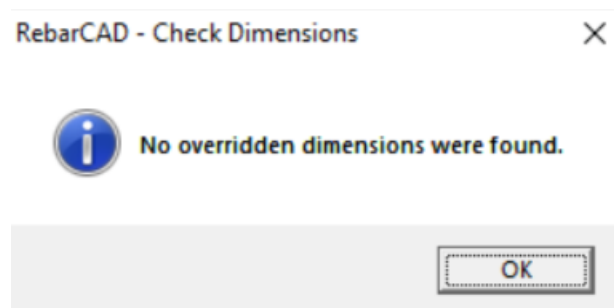 RebarCAD - Check Dimensions
No overridden dimensions were found.
OK